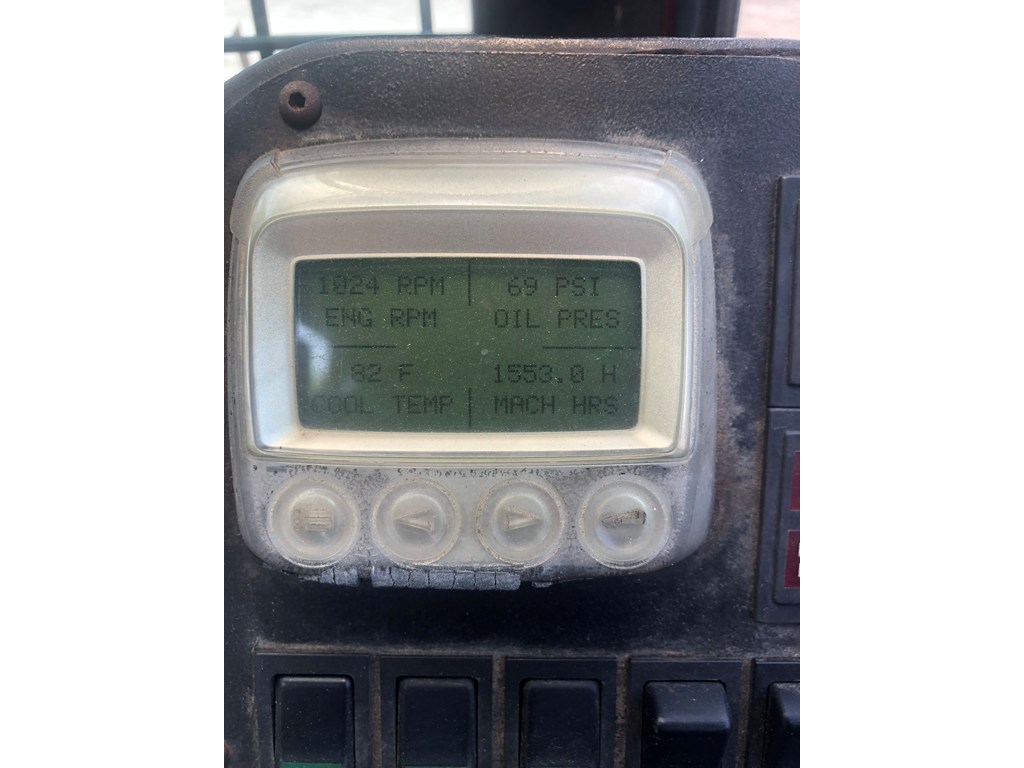 1024 RPM 69 PSI
ENG RPM OIL PRES
82 F 1553.0 H
COOL TEMP MACH HRS